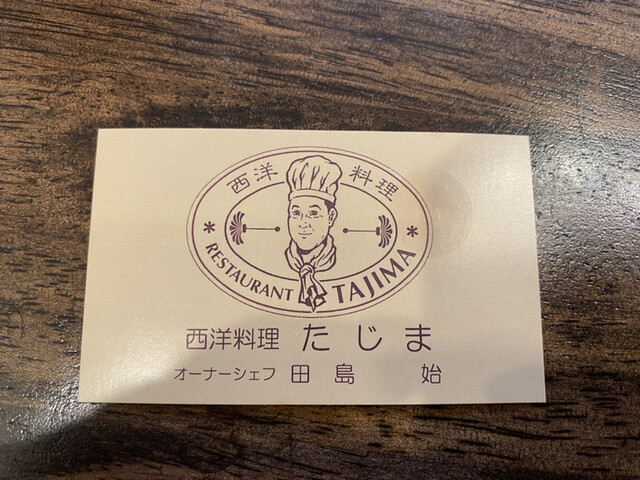 西洋 料理
* RESTAURANT TAJIMA *
西洋料理 たじま
オーナーシェフ 田島 始